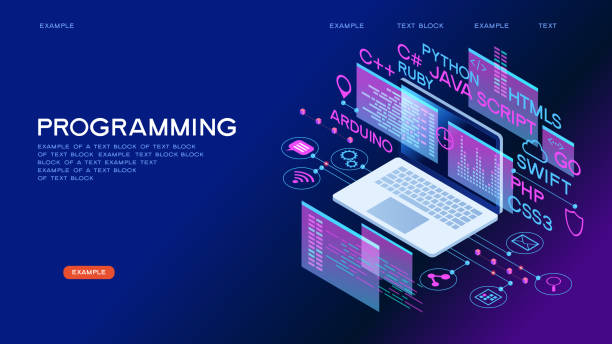 EXAMPLE
EXAMPLE
TEXT BLOCK
EXAMPLE
TEXT
PROGRAMMING
EXAMPLE OF A TEXT BLOCK OF TEXT BLOCK
OF TEXT BLOCK EXAMPLE TEXT BLOCK BLOCK
BLOCK OF A TEXT EXAMPLE TEXT
EXAMPLE OF A TEXT BLOCK
OF TEXT BLOCK
EXAMPLE
C++
C#
PYTHON
RUBY
JAVA SCRIPT
</>
HTML5
ARDUINO
GO
SWIFT
PHP
CSS3